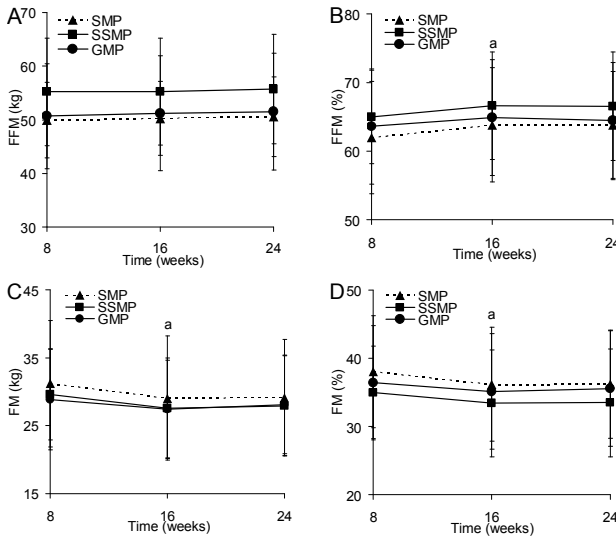 A
SMP
SSMP
GMP
70
60
50
40
30
FFM (kg)
8
16
24
Time (weeks)
B
SMP
SSMP
GMP
a
80
70
60
50
FFM (%)
8
16
24
Time (weeks)
C
SMP
SSMP
GMP
a
45
35
25
15
FM (kg)
8
16
24
Time (weeks)
D
SMP
SSMP
GMP
a
50
40
30
20
FM (%)
8
16
24
Time (weeks)